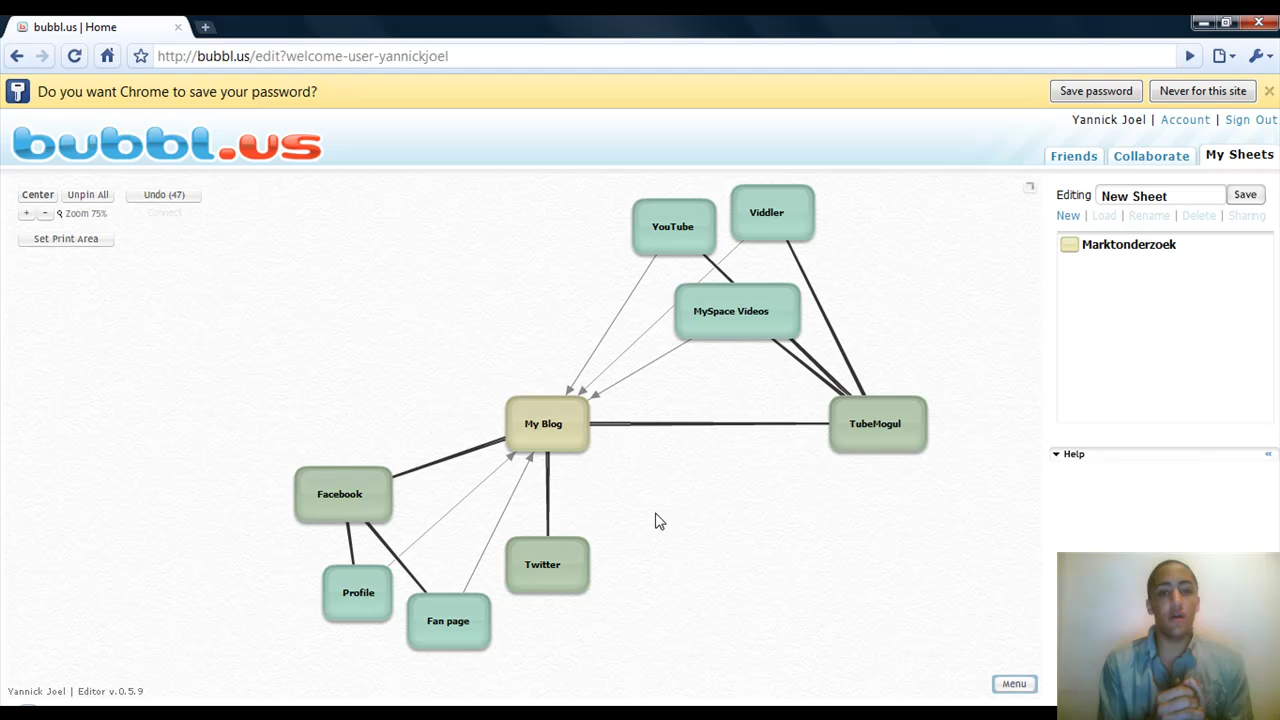 bubbl.us | Home
http://bubbl.us/edit?welcome-user-yannickjoel
Do you want Chrome to save your password?
Save password
Never for this site
Yannick Joel | Account | Sign Out
bubbl.us
Friends
Collaborate
My Sheets
Center
Unpin All
Undo (47)
+ - Zoom 75%
Connect
Set Print Area
Editing
New Sheet
Save
New | Load | Rename | Delete | Sharing
Marktonderzoek
Viddler
YouTube
MySpace Videos
My Blog
TubeMogul
Help
Facebook
Twitter
Profile
Fan page
Menu
Yannick Joel | Editor v.0.5.9